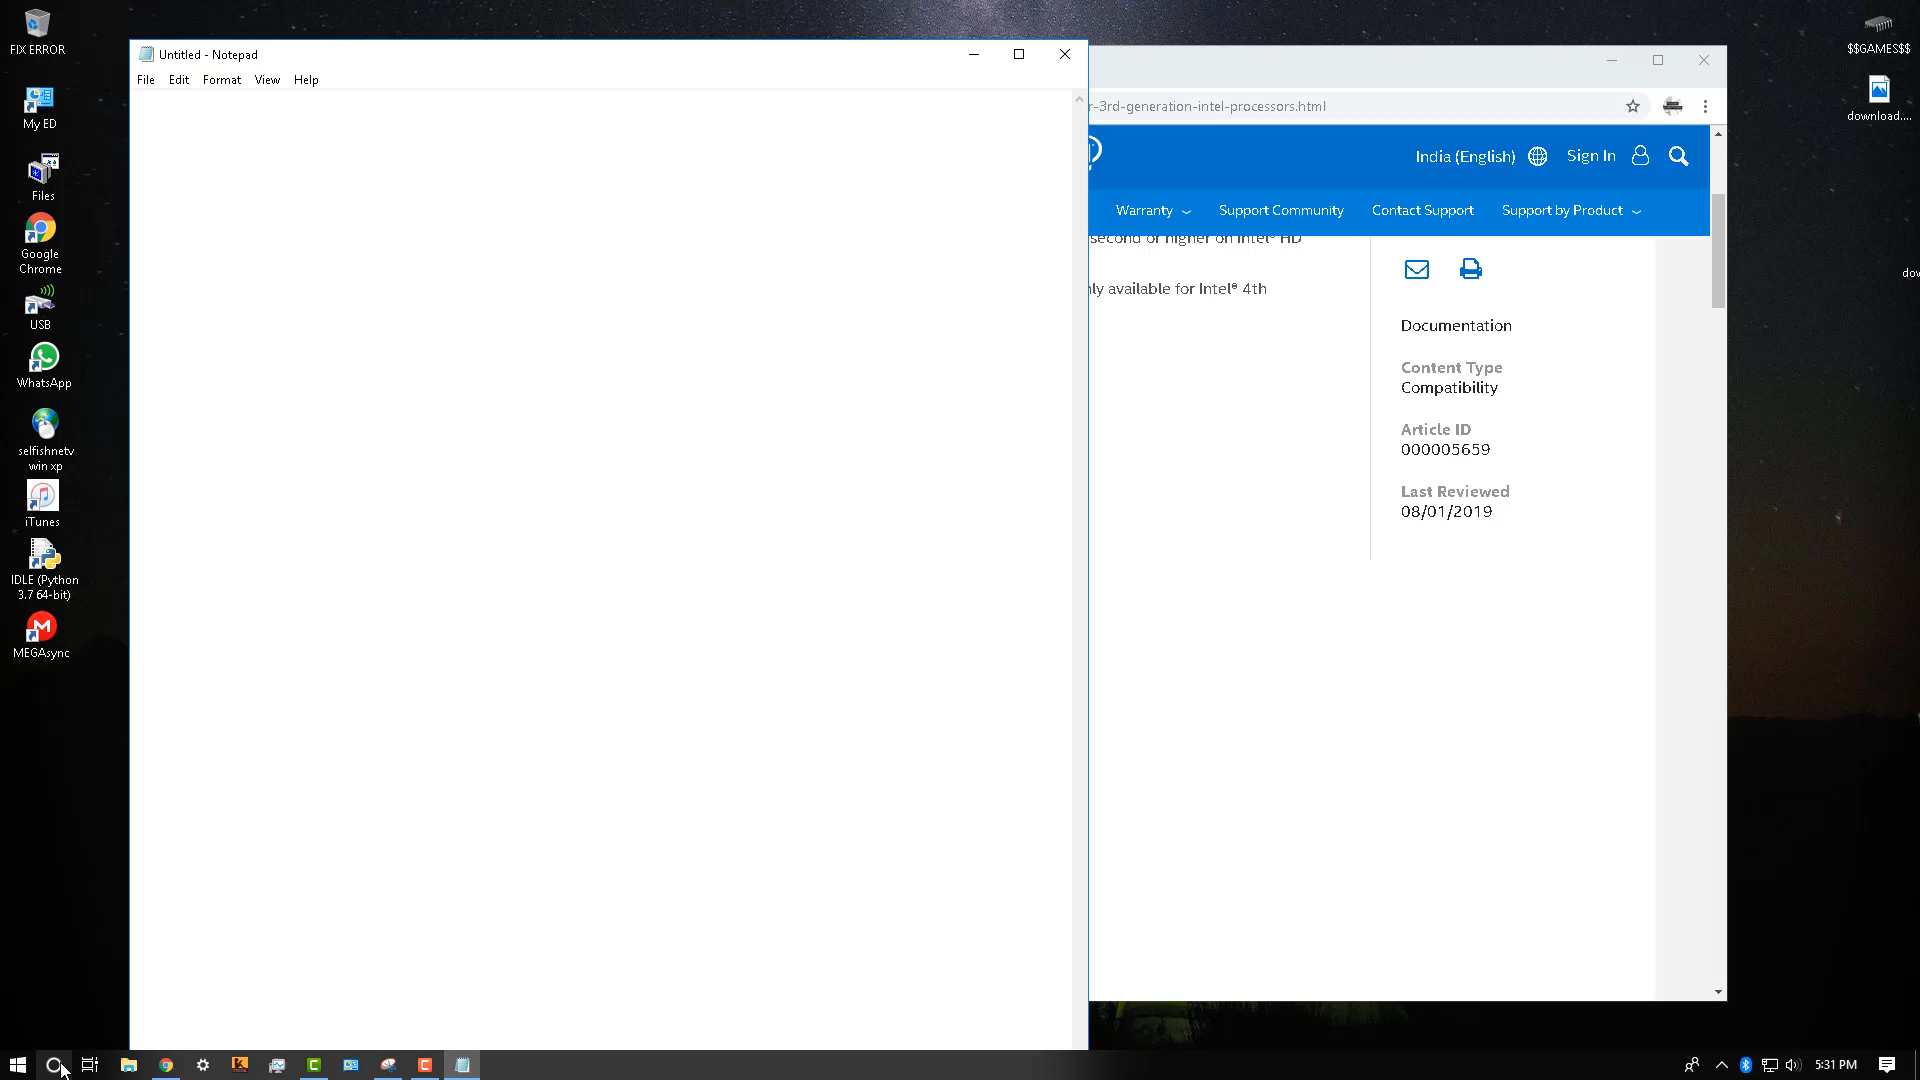 FIX ERROR
My ED
Files
Google
Chrome
USB
WhatsApp
selfishnetv
win xp
iTunes
IDLE (Python
3.7 64-bit)
MEGAsync
Untitled - Notepad
File Edit Format View Help
r-3rd-generation-intel-processors.html
India (English) Sign In
Warranty Support Community Contact Support Support by Product
second or higher on Intel® HD
nly available for Intel® 4th
Documentation
Content Type
Compatibility
Article ID
000005659
Last Reviewed
08/01/2019
$$GAMES$$
download....
dov
5:31 PM